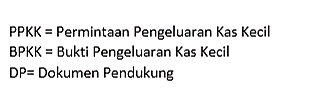 PPKK = Permintaan Pengeluaran Kas Kecil
BPKK = Bukti Pengeluaran Kas Kecil
DP= Dokumen Pendukung